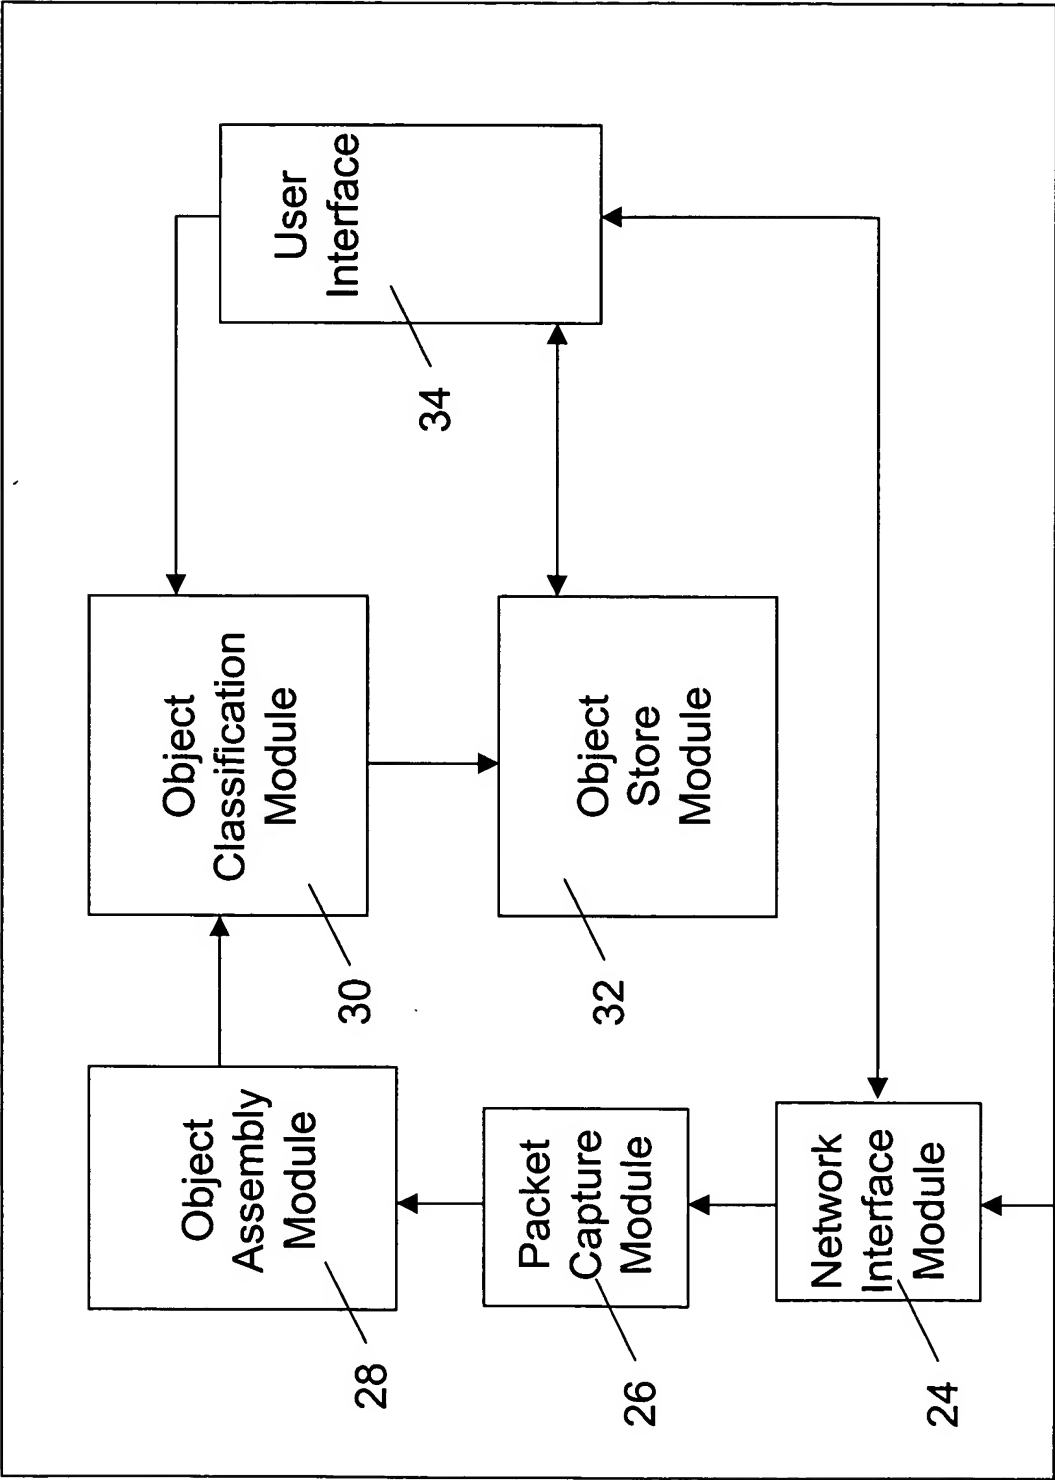 Object
Assembly
Module
28
Object
Classification
Module
30
User
Interface
34
Packet
Capture
Module
26
Object
Store
Module
32
Network
Interface
Module
24